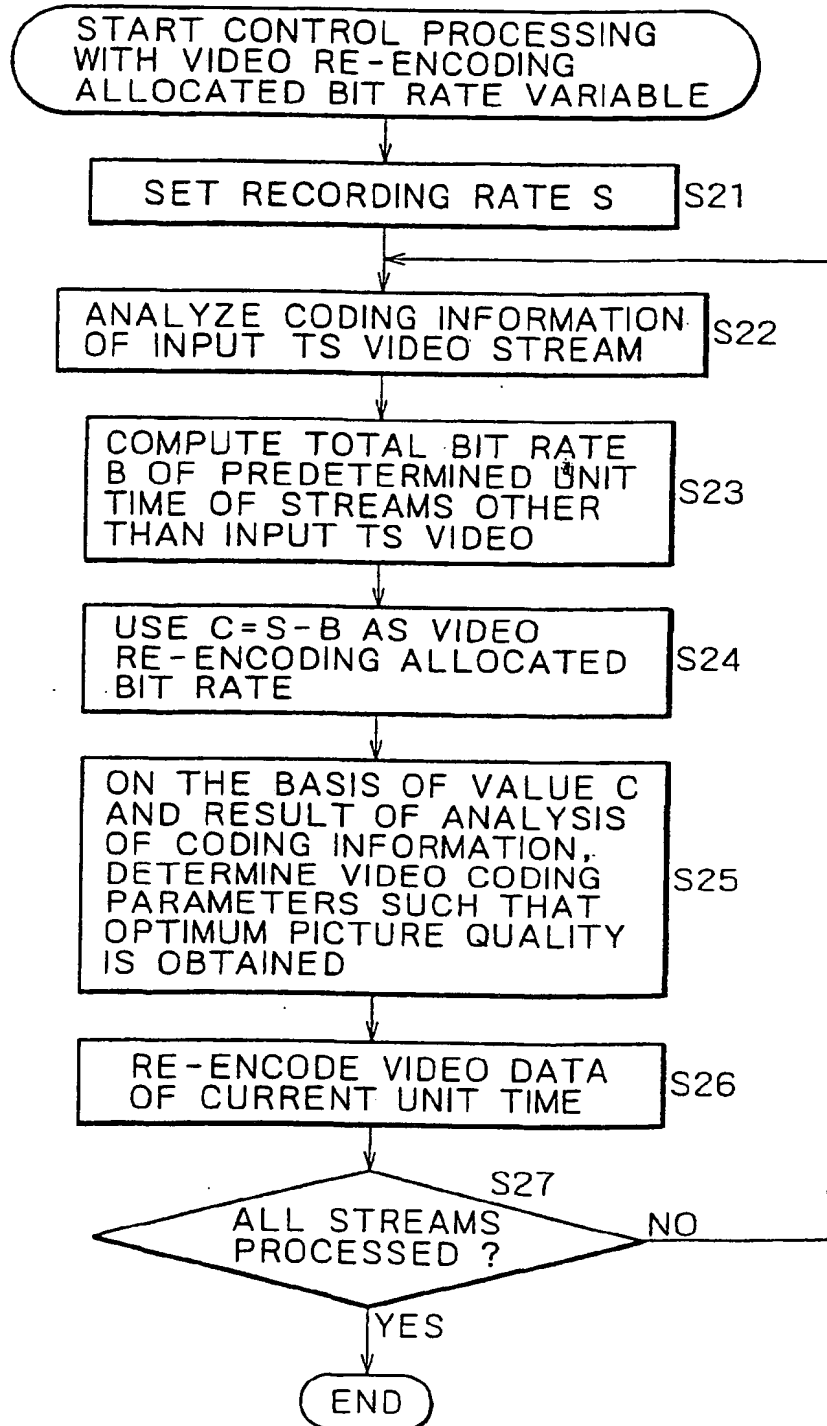 START CONTROL PROCESSING
WITH VIDEO RE-ENCODING
ALLOCATED BIT RATE VARIABLE
SET RECORDING RATE S
S21
ANALYZE CODING INFORMATION
OF INPUT TS VIDEO STREAM
S22
COMPUTE TOTAL BIT RATE
B OF PREDETERMINED UNIT
TIME OF STREAMS OTHER
THAN INPUT TS VIDEO
S23
USE C=S-B AS VIDEO
RE-ENCODING ALLOCATED
BIT RATE
S24
ON THE BASIS OF VALUE C
AND RESULT OF ANALYSIS
OF CODING INFORMATION,
DETERMINE VIDEO CODING
PARAMETERS SUCH THAT
OPTIMUM PICTURE QUALITY
IS OBTAINED
S25
RE-ENCODE VIDEO DATA
OF CURRENT UNIT TIME
S26
S27
ALL STREAMS
PROCESSED ?
NO
YES
END